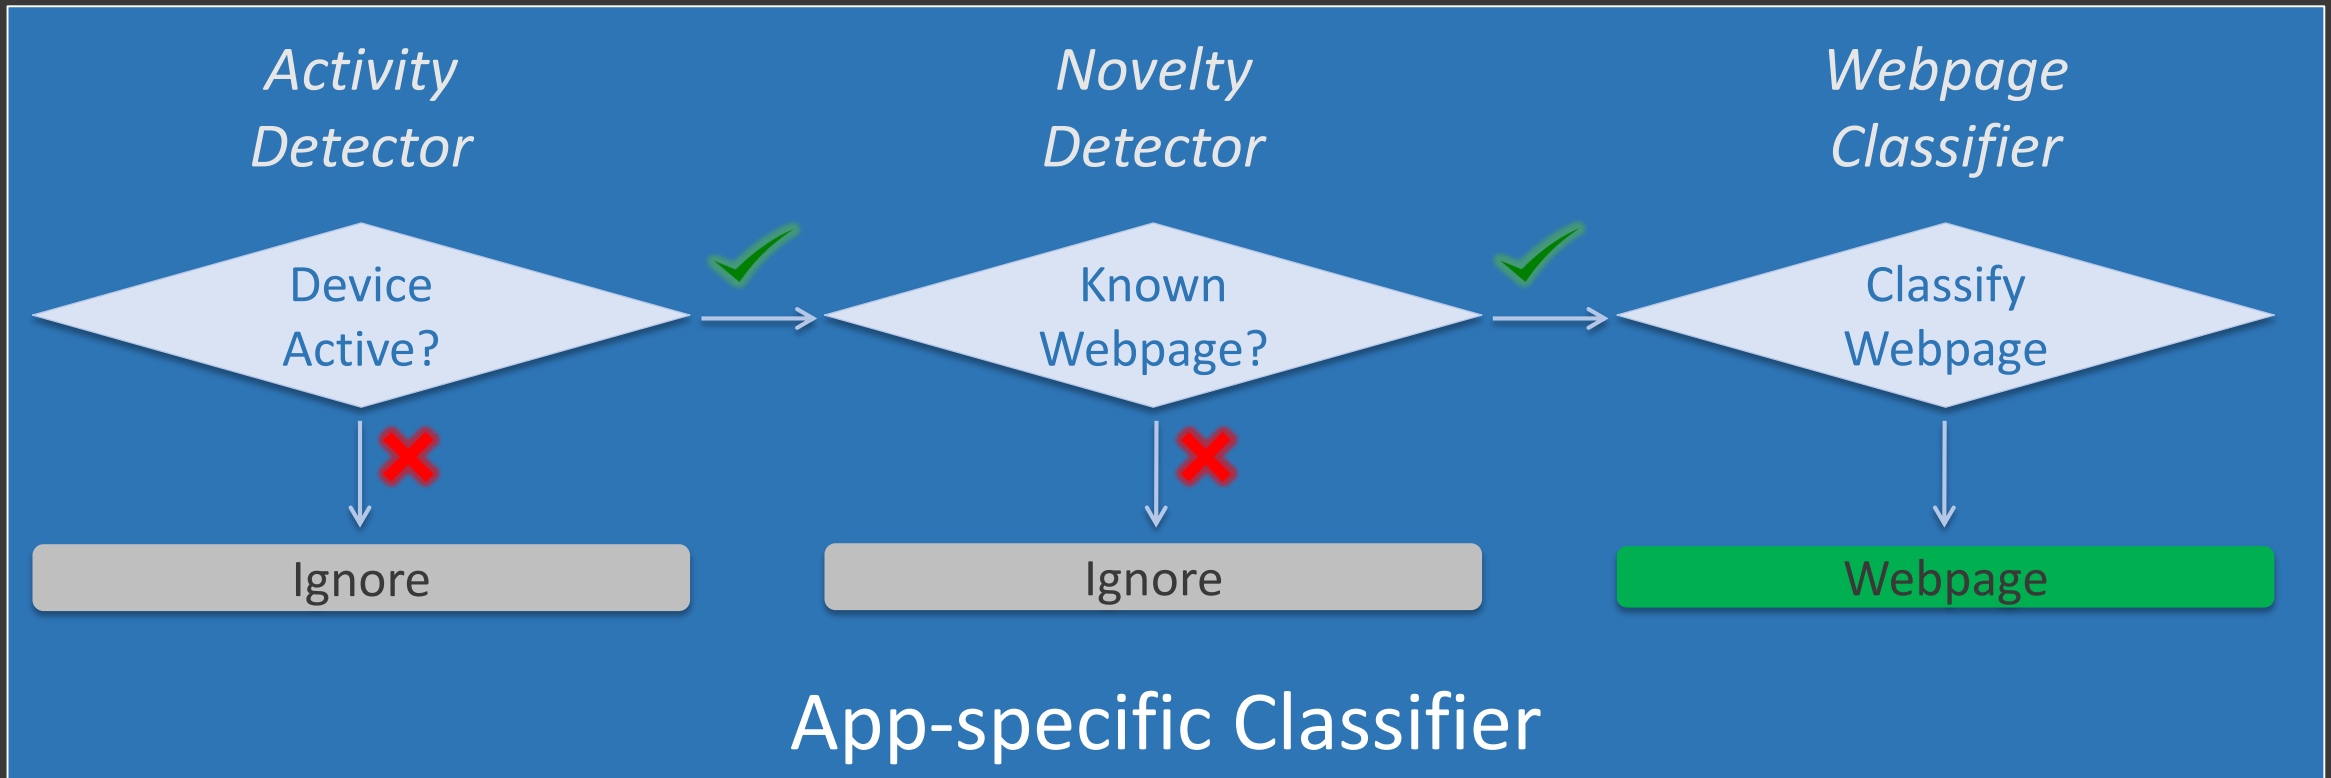 Activity
Detector
Novelty
Detector
Webpage
Classifier
Device
Active?
Known
Webpage?
Classify
Webpage
Ignore
Ignore
Webpage
App-specific Classifier